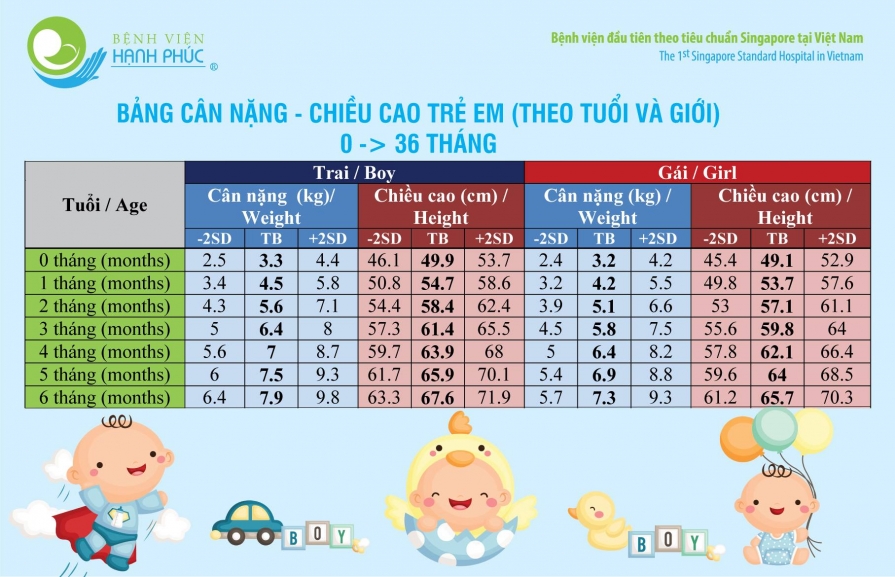 BỆNH VIỆN
HẠNH PHÚC ®
Bệnh viện đầu tiên theo tiêu chuẩn Singapore tại Việt Nam
The 1st Singapore Standard Hospital in Vietnam
BẢNG CÂN NẶNG - CHIỀU CAO TRẺ EM (THEO TUỔI VÀ GIỚI)
0 -> 36 THÁNG
Tuổi / Age Trai / Boy Gái / Girl
Cân nặng (kg)/ Weight Chiều cao (cm) / Height Cân nặng (kg) / Weight Chiều cao (cm) / Height
-2SD TB +2SD -2SD TB +2SD -2SD TB +2SD -2SD TB +2SD
0 tháng (months) 2.5 3.3 4.4 46.1 49.9 53.7 2.4 3.2 4.2 45.4 49.1 52.9
1 tháng (months) 3.4 4.5 5.8 50.8 54.7 58.6 3.2 4.2 5.5 49.8 53.7 57.6
2 tháng (months) 4.3 5.6 7.1 54.4 58.4 62.4 3.9 5.1 6.6 53 57.1 61.1
3 tháng (months) 5 6.4 8 57.3 61.4 65.5 4.5 5.8 7.5 55.6 59.8 64
4 tháng (months) 5.6 7 8.7 59.7 63.9 68 5 6.4 8.2 57.8 62.1 66.4
5 tháng (months) 6 7.5 9.3 61.7 65.9 70.1 5.4 6.9 8.8 59.6 64 68.5
6 tháng (months) 6.4 7.9 9.8 63.3 67.6 71.9 5.7 7.3 9.3 61.2 65.7 70.3
BOY
BOY